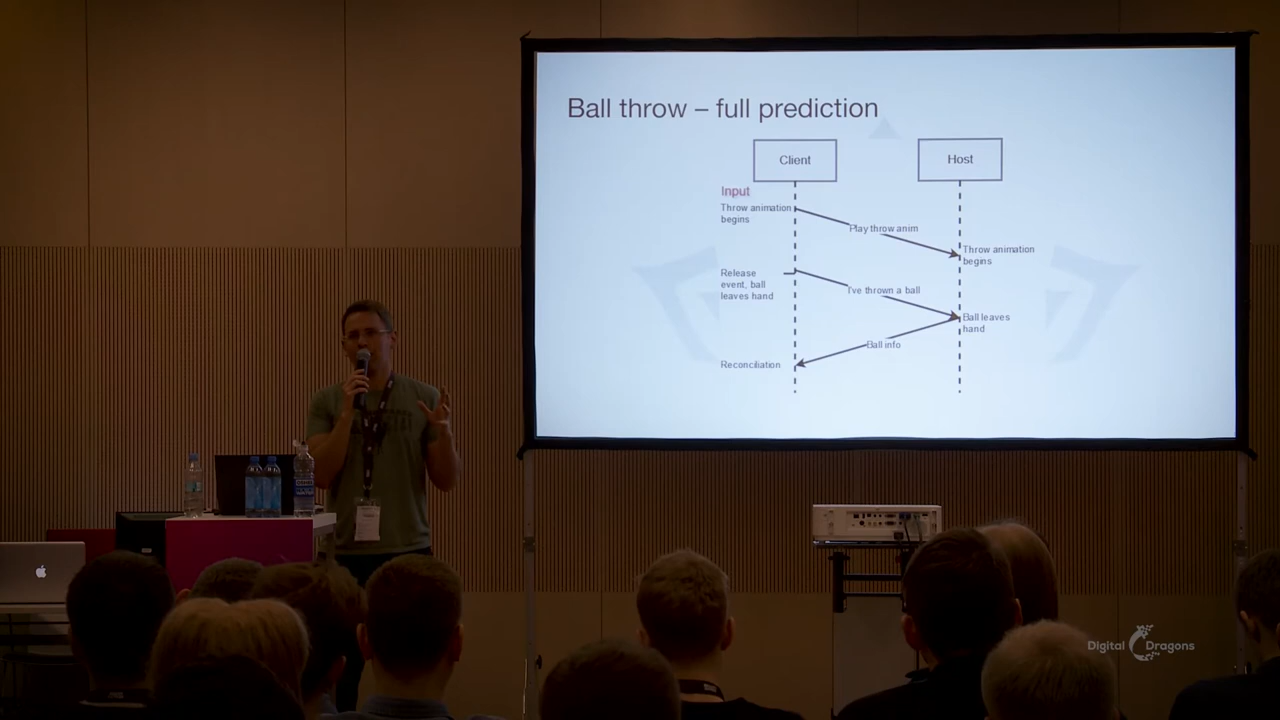 Ball throw – full prediction
Client
Host
Input
Throw animation
begins
Play throw anim
Throw animation
begins
Release
event, ball
leaves hand
I've thrown a ball
Ball leaves
hand
Ball info
Reconciliation
Digital Dragons